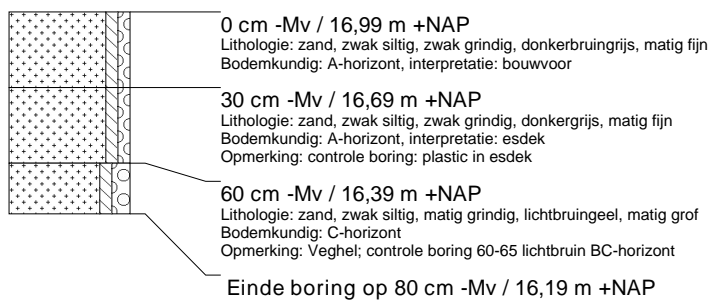 0 cm -Mv / 16,99 m +NAP
Lithologie: zand, zwak siltig, zwak grindig, donkerbruingrijs, matig fijn
Bodemkundig: A-horizont, interpretatie: bouwvoor
30 cm -Mv / 16,69 m +NAP
Lithologie: zand, zwak siltig, zwak grindig, donkergrijs, matig fijn
Bodemkundig: A-horizont, interpretatie: esdek
Opmerking: controle boring: plastic in esdek
60 cm -Mv / 16,39 m +NAP
Lithologie: zand, zwak siltig, matig grindig, lichtbruingeel, matig grof
Bodemkundig: C-horizont
Opmerking: Veghel; controle boring 60-65 lichtbruin BC-horizont
Einde boring op 80 cm -Mv / 16,19 m +NAP